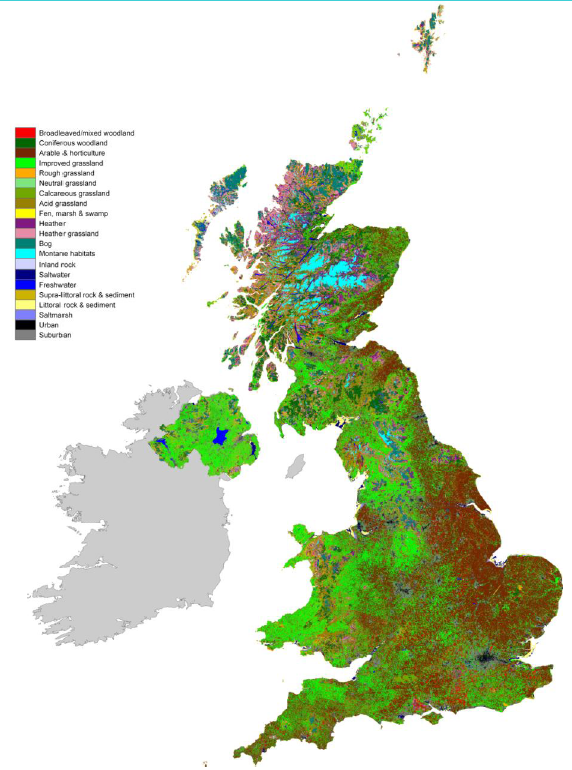 Broadleaved/mixed woodland
Coniferous woodland
Arable & horticulture
Improved grassland
Rough grassland
Neutral grassland
Calcareous grassland
Acid grassland
Fen, marsh & swamp
Heather
Heather grassland
Bog
Montane habitats
Inland rock
Saltwater
Freshwater
Supra-littoral rock & sediment
Littoral rock & sediment
Saltmarsh
Urban
Suburban